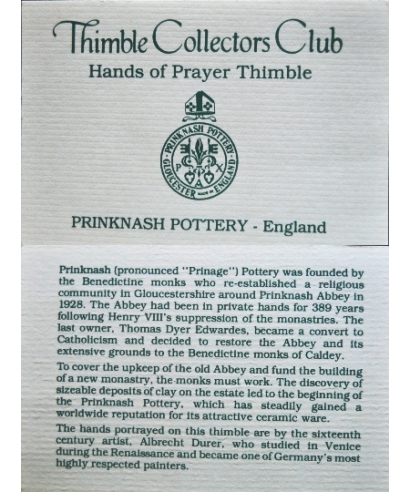 Thimble Collectors Club
Hands of Prayer Thimble
PRINKNASH POTTERY
GLOUCESTER ENGLAND
P X
PRINKNASH POTTERY - England
Prinknash (pronounced "Prinage") Pottery was founded by
the Benedictine monks who re-established a religious
community in Gloucestershire around Prinknash Abbey in
1928. The Abbey had been in private hands for 389 years
following Henry VIII's suppression of the monastries. The
last owner, Thomas Dyer Edwardes, became a convert to
Catholicism and decided to restore the Abbey and its
extensive grounds to the Benedictine monks of Caldey.
To cover the upkeep of the old Abbey and fund the building
of a new monastry, the monks must work. The discovery of
sizeable deposits of clay on the estate led to the beginning of
the Prinknash Pottery, which has steadily gained a
worldwide reputation for its attractive ceramic ware.
The hands portrayed on this thimble are by the sixteenth
century artist, Albrecht Durer, who studied in Venice
during the Renaissance and became one of Germany's most
highly respected painters.